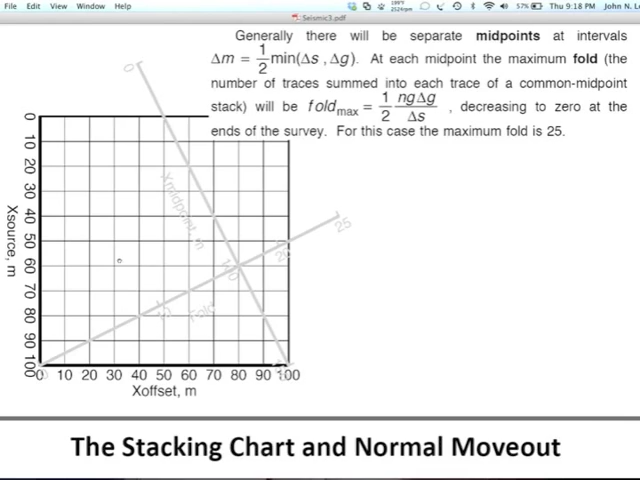 File Edit View Window Help
57% Thu 9:18 PM John N. L
Seismic3.pdf
Generally there will be separate midpoints at intervals
Δm = 1/2 min(Δs , Δg). At each midpoint the maximum fold (the
number of traces summed into each trace of a common-midpoint
stack) will be fold max = 1/2 ngΔg/Δs , decreasing to zero at the
ends of the survey. For this case the maximum fold is 25.
0
Xmidpoint, m
25
Fold
Xsource, m
0 10 20 30 40 50 60 70 80 90 100
0 10 20 30 40 50 60 70 80 90 100
Xoffset, m
The Stacking Chart and Normal Moveout